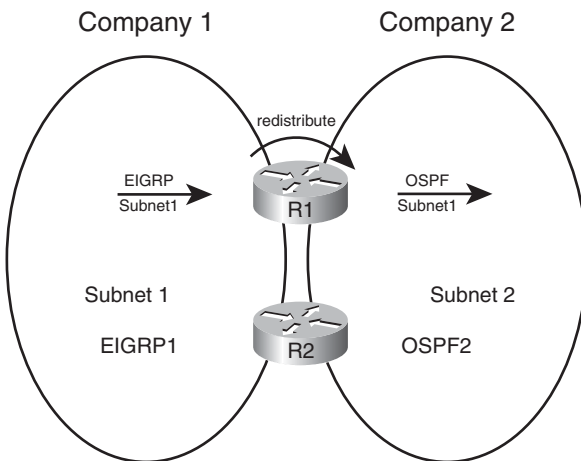 Company 1
Company 2
redistribute
EIGRP
Subnet1
R1
OSPF
Subnet1
Subnet 1
Subnet 2
EIGRP1
R2
OSPF2